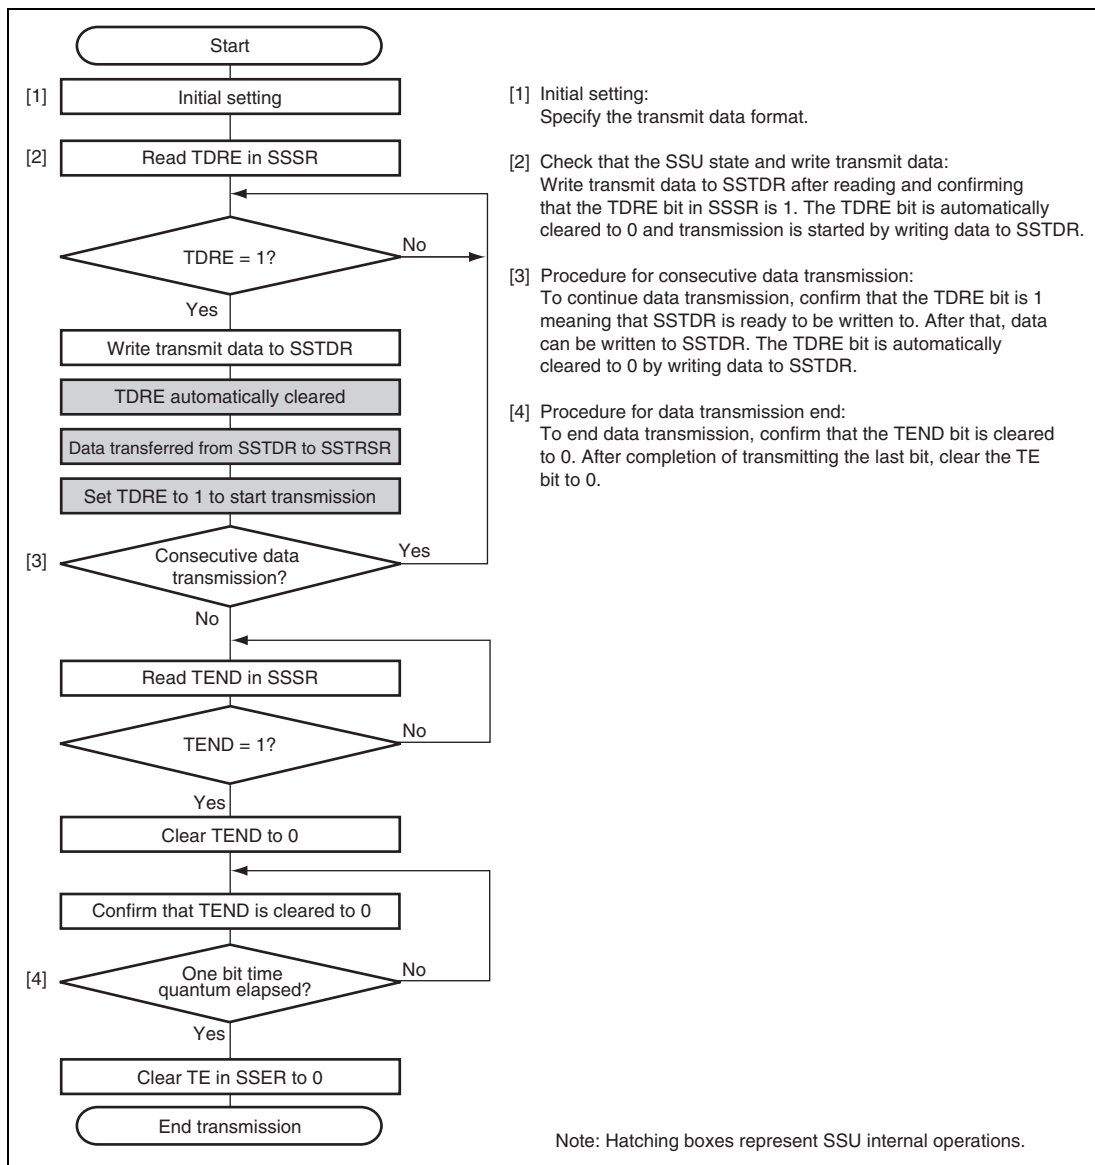 Start
[1]
Initial setting
[2]
Read TDRE in SSSR
TDRE = 1?
No
Yes
Write transmit data to SSTDR
TDRE automatically cleared
Data transferred from SSTDR to SSTRSR
Set TDRE to 1 to start transmission
[3]
Consecutive data
transmission?
Yes
No
Read TEND in SSSR
TEND = 1?
No
Yes
Clear TEND to 0
Confirm that TEND is cleared to 0
[4]
One bit time
quantum elapsed?
No
Yes
Clear TE in SSER to 0
End transmission
[1] Initial setting:
Specify the transmit data format.
[2] Check that the SSU state and write transmit data:
Write transmit data to SSTDR after reading and confirming
that the TDRE bit in SSSR is 1. The TDRE bit is automatically
cleared to 0 and transmission is started by writing data to SSTDR.
[3] Procedure for consecutive data transmission:
To continue data transmission, confirm that the TDRE bit is 1
meaning that SSTDR is ready to be written to. After that, data
can be written to SSTDR. The TDRE bit is automatically
cleared to 0 by writing data to SSTDR.
[4] Procedure for data transmission end:
To end data transmission, confirm that the TEND bit is cleared
to 0. After completion of transmitting the last bit, clear the TE
bit to 0.
Note: Hatching boxes represent SSU internal operations.